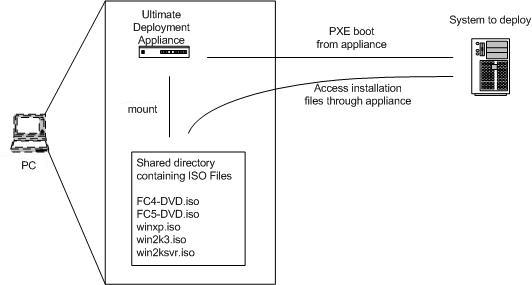 Ultimate
Deployment
Appliance
PXE boot
from appliance
System to deploy
Access installation
files through appliance
mount
PC
Shared directory
containing ISO Files
FC4-DVD.iso
FC5-DVD.iso
winxp.iso
win2k3.iso
win2ksvr.iso